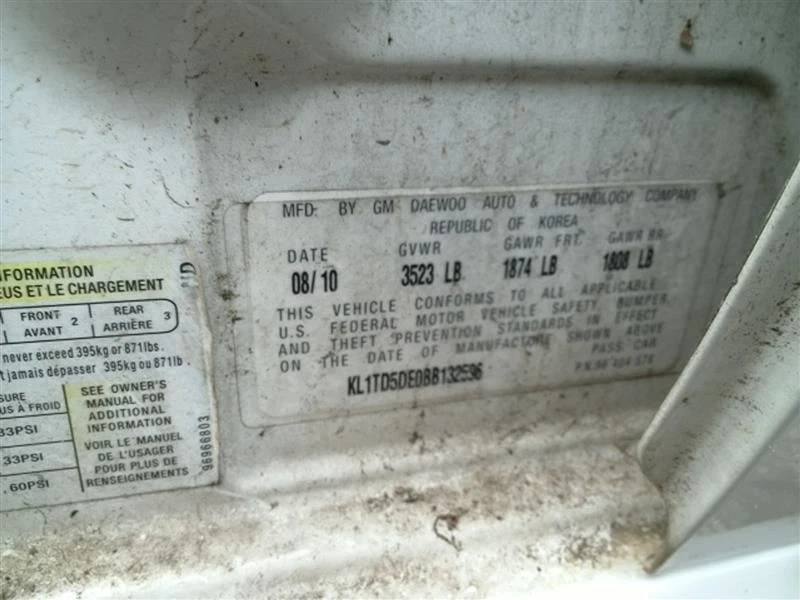 INFORMATION
EUS ET LE CHARGEMENT
FRONT
AVANT 2
REAR
ARRIÈRE 3
never exceed 395kg or 871lbs.
t jamais dépasser 395kg ou 871lb
SURE
US À FROID
33PSI
33PSI
60PSI
SEE OWNER'S
MANUAL FOR
ADDITIONAL
INFORMATION
VOIR LE MANUEL
DE L'USAGER
POUR PLUS DE
RENSEIGNEMENTS
96966803
MFD. BY GM DAEWOO AUTO & TECHNOLOGY COMPANY
REPUBLIC OF KOREA
DATE GVWR GAWR FRT. GAWR RR.
08/10 3523 LB 1874 LB 1808 LB
THIS VEHICLE CONFORMS TO ALL APPLICABLE
U.S. FEDERAL MOTOR VEHICLE SAFETY, BUMPER,
AND THEFT PREVENTION STANDARDS IN EFFECT
ON THE DATE OF MANUFACTURE SHOWN ABOVE
PASS CAR
KL1TD5DE0BB132596